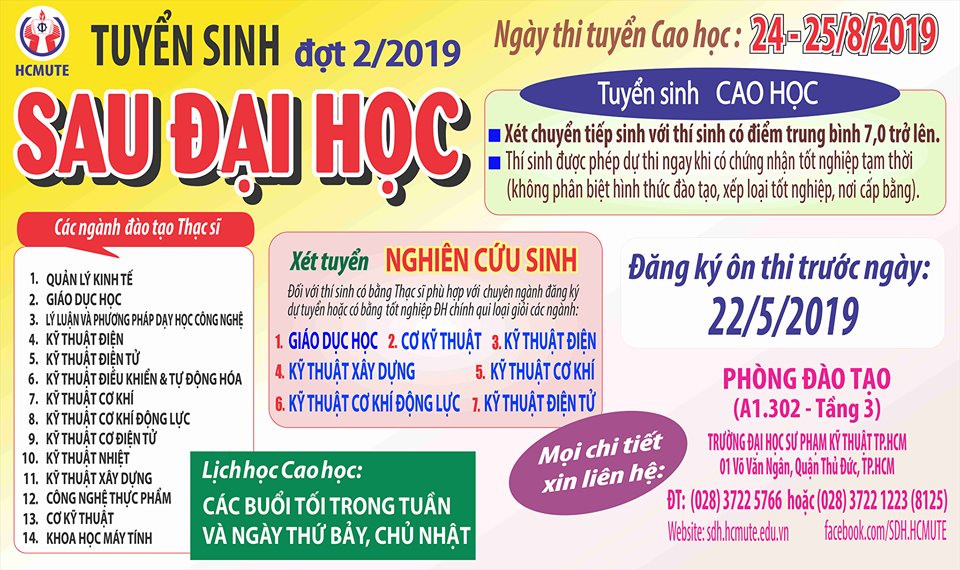 HCMUTE
TUYỂN SINH đợt 2/2019
SAU ĐẠI HỌC
Ngày thi tuyển Cao học : 24 - 25/8/2019
Tuyển sinh CAO HỌC
Xét chuyển tiếp sinh với thí sinh có điểm trung bình 7,0 trở lên.
Thí sinh được phép dự thi ngay khi có chứng nhận tốt nghiệp tạm thời
(không phân biệt hình thức đào tạo, xếp loại tốt nghiệp, nơi cấp bằng).
Các ngành đào tạo Thạc sĩ
1. QUẢN LÝ KINH TẾ
2. GIÁO DỤC HỌC
3. LÝ LUẬN VÀ PHƯƠNG PHÁP DẠY HỌC CÔNG NGHỆ
4. KỸ THUẬT ĐIỆN
5. KỸ THUẬT ĐIỆN TỬ
6. KỸ THUẬT ĐIỀU KHIỂN & TỰ ĐỘNG HÓA
7. KỸ THUẬT CƠ KHÍ
8. KỸ THUẬT CƠ KHÍ ĐỘNG LỰC
9. KỸ THUẬT CƠ ĐIỆN TỬ
10. KỸ THUẬT NHIỆT
11. KỸ THUẬT XÂY DỰNG
12. CÔNG NGHỆ THỰC PHẨM
13. CƠ KỸ THUẬT
14. KHOA HỌC MÁY TÍNH
Xét tuyển NGHIÊN CỨU SINH
Đối với thí sinh có bằng Thạc sĩ phù hợp với chuyên ngành đăng ký
dự tuyển hoặc có bằng tốt nghiệp ĐH chính qui loại giỏi các ngành:
1. GIÁO DỤC HỌC 2. CƠ KỸ THUẬT 3. KỸ THUẬT ĐIỆN
4. KỸ THUẬT XÂY DỰNG 5. KỸ THUẬT CƠ KHÍ
6. KỸ THUẬT CƠ KHÍ ĐỘNG LỰC 7. KỸ THUẬT ĐIỆN TỬ
Lịch học Cao học:
CÁC BUỔI TỐI TRONG TUẦN
VÀ NGÀY THỨ BẢY, CHỦ NHẬT
Đăng ký ôn thi trước ngày:
22/5/2019
Mọi chi tiết
xin liên hệ:
PHÒNG ĐÀO TẠO
(A1.302 - Tầng 3)
TRƯỜNG ĐẠI HỌC SƯ PHẠM KỸ THUẬT TP.HCM
01 Võ Văn Ngân, Quận Thủ Đức, TP.HCM
ĐT: (028) 3722 5766 hoặc (028) 3722 1223 (8125)
Website: sdh.hcmute.edu.vn facebook.com/SDH.HCMUTE